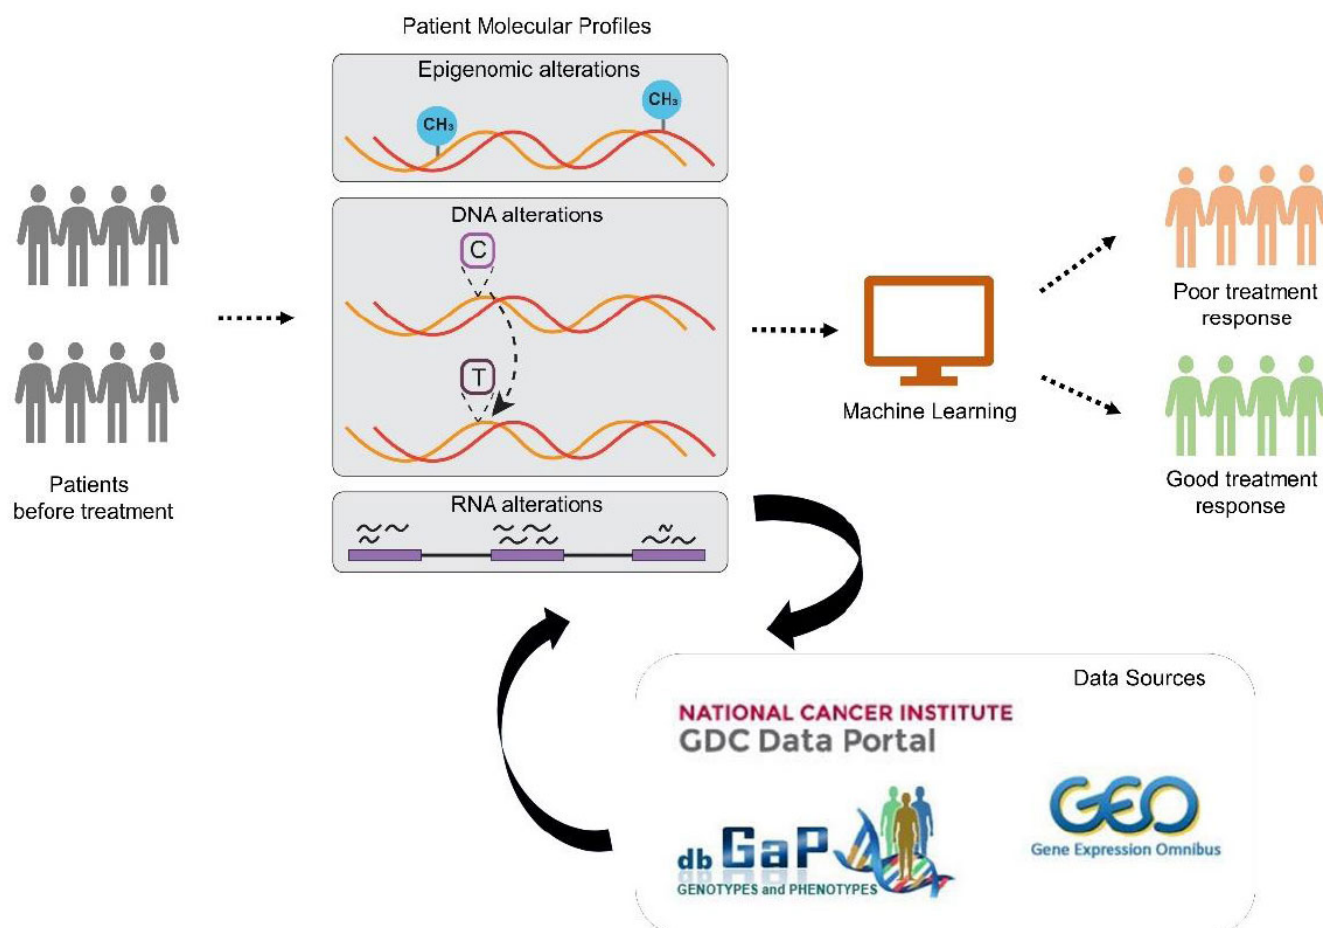 Patient Molecular Profiles
Epigenomic alterations
CH₃
CH₃
DNA alterations
C
T
RNA alterations
Patients
before treatment
Machine Learning
Poor treatment
response
Good treatment
response
Data Sources
NATIONAL CANCER INSTITUTE
GDC Data Portal
db GaP
GENOTYPES and PHENOTYPES
GEO
Gene Expression Omnibus